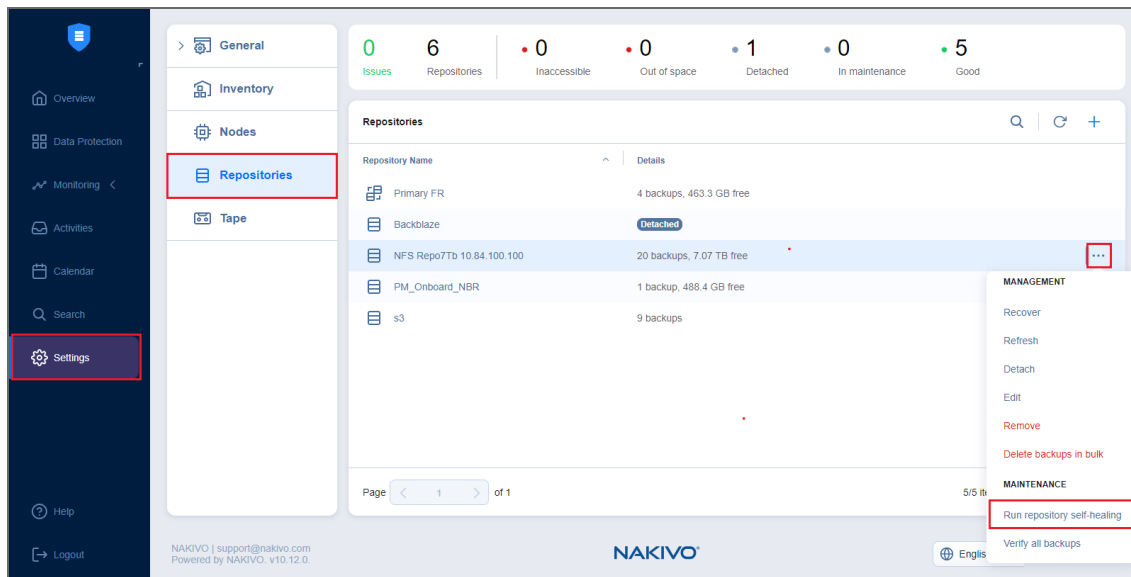 Overview
Data Protection
Monitoring
Activities
Calendar
Search
Settings
Help
Logout
General
Inventory
Nodes
Repositories
Tape
0
Issues
6
Repositories
0
Inaccessible
0
Out of space
1
Detached
0
In maintenance
5
Good
Repositories
Repository Name Details
Primary FR 4 backups, 463.3 GB free
Backblaze Detached
NFS Repo7Tb 10.84.100.100 20 backups, 7.07 TB free
PM_Onboard_NBR 1 backup, 488.4 GB free
s3 9 backups
MANAGEMENT
Recover
Refresh
Detach
Edit
Remove
Delete backups in bulk
MAINTENANCE
Run repository self-healing
Verify all backups
Page 1 of 1
5/5
NAKIVO | support@nakivo.com
Powered by NAKIVO. v10.12.0.
NAKIVO